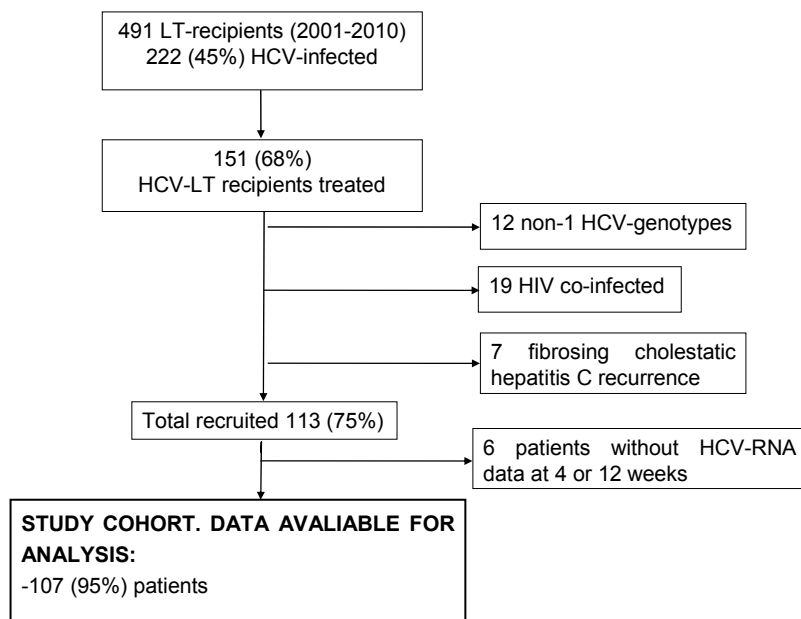 491 LT-recipients (2001-2010)
222 (45%) HCV-infected
151 (68%)
HCV-LT recipients treated
12 non-1 HCV-genotypes
19 HIV co-infected
7 fibrosing cholestatic
hepatitis C recurrence
Total recruited 113 (75%)
6 patients without HCV-RNA
data at 4 or 12 weeks
STUDY COHORT. DATA AVALIABLE FOR
ANALYSIS:
-107 (95%) patients